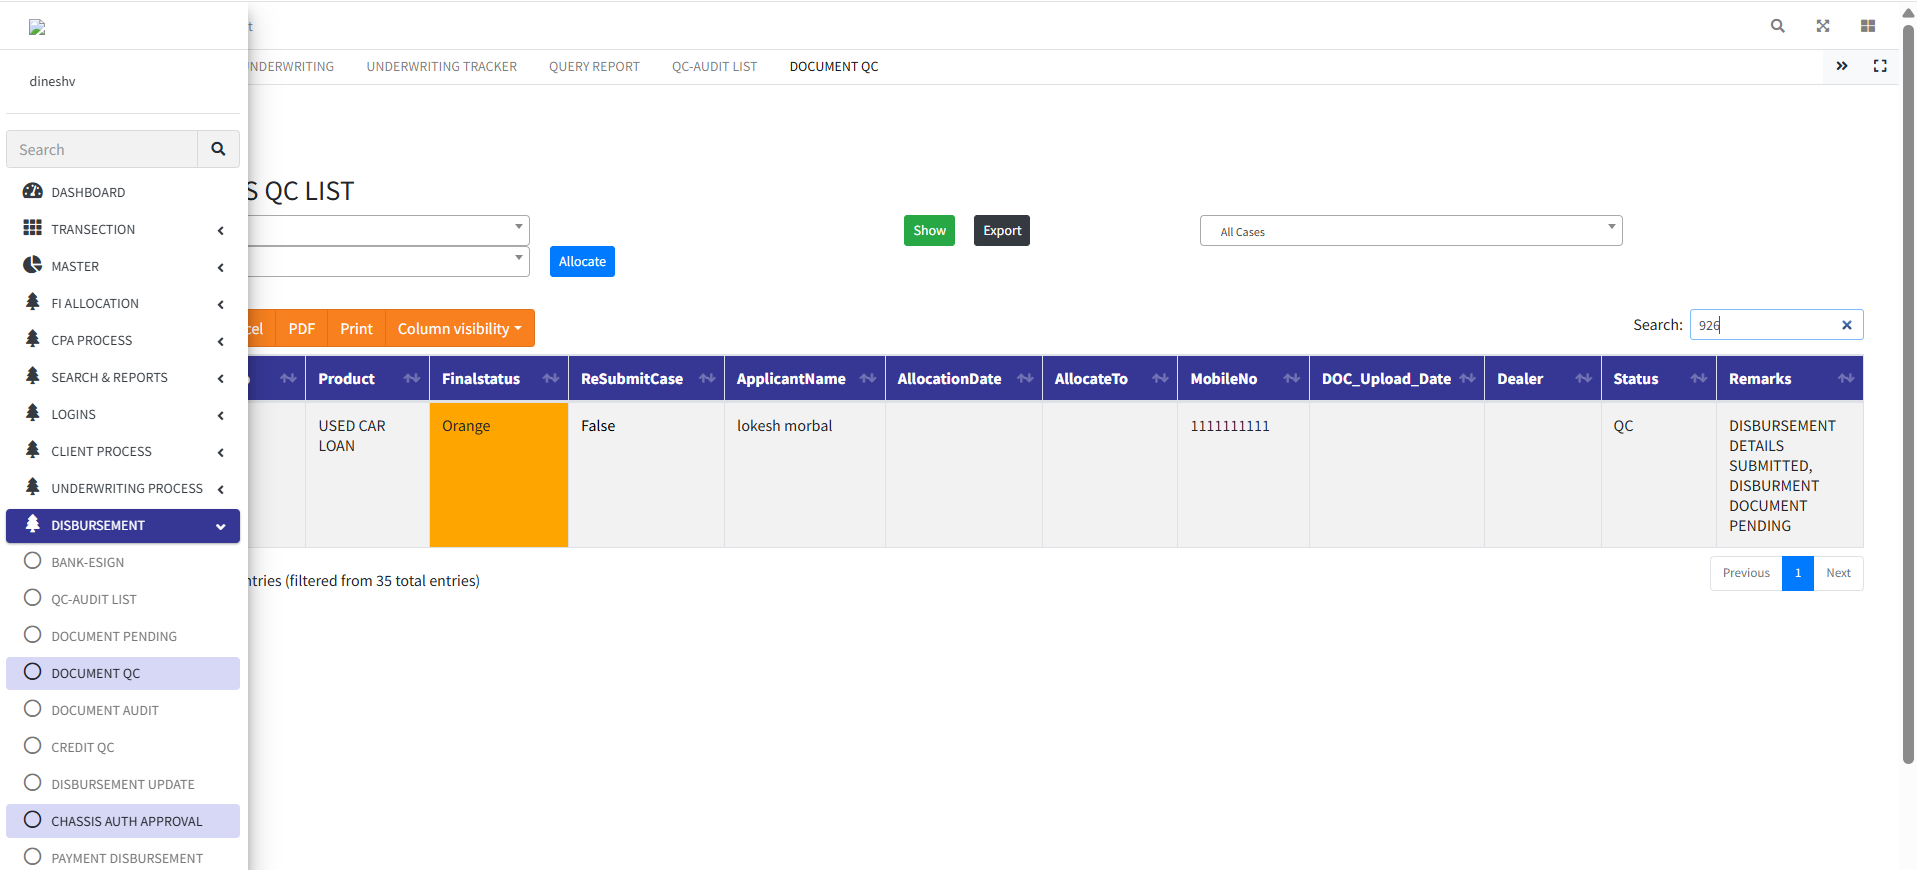 dineshv
Search
DASHBOARD
TRANSECTION
MASTER
FI ALLOCATION
CPA PROCESS
SEARCH & REPORTS
LOGINS
CLIENT PROCESS
UNDERWRITING PROCESS
DISBURSEMENT
BANK-ESIGN
QC-AUDIT LIST
DOCUMENT PENDING
DOCUMENT QC
DOCUMENT AUDIT
CREDIT QC
DISBURSEMENT UPDATE
CHASSIS AUTH APPROVAL
PAYMENT DISBURSEMENT
t
NDERWRITING UNDERWRITING TRACKER QUERY REPORT QC-AUDIT LIST DOCUMENT QC
S QC LIST
Show Export All Cases
Allocate
cel PDF Print Column visibility
Search: 926
Product Finalstatus ReSubmitCase ApplicantName AllocationDate AllocateTo MobileNo DOC_Upload_Date Dealer Status Remarks
USED CAR
LOAN
Orange
False
lokesh morbal
1111111111
QC
DISBURSEMENT
DETAILS
SUBMITTED,
DISBURMENT
DOCUMENT
PENDING
ntries (filtered from 35 total entries)
Previous 1 Next